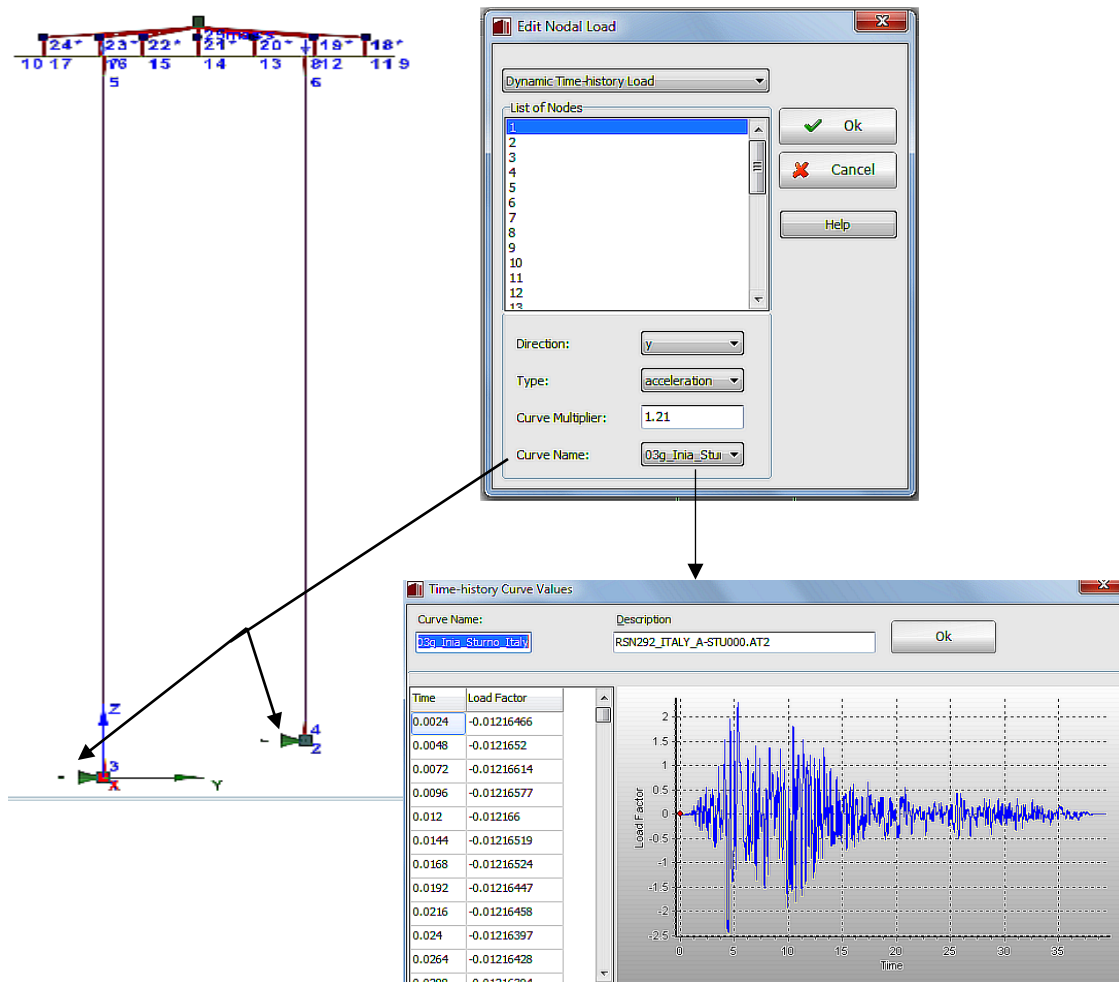 24* 23* 22* 21* 20* 19* 18*
10 17 16 15 14 13 8 12 11 9
5 6
Z
4
2
3
X
Y
Edit Nodal Load
Dynamic Time-history Load
List of Nodes
1
2
3
4
5
6
7
8
9
10
11
12
13
Ok
Cancel
Help
Direction: y
Type: acceleration
Curve Multiplier: 1.21
Curve Name: 03g_Inia_Stur
Time-history Curve Values
Curve Name: Description
03g_Inia_Sturno_Italy RSN292_ITALY_A-STU000.AT2 Ok
Time Load Factor
0.0024 -0.01216466
0.0048 -0.0121652
0.0072 -0.01216614
0.0096 -0.01216577
0.012 -0.012166
0.0144 -0.01216519
0.0168 -0.01216524
0.0192 -0.01216447
0.0216 -0.01216458
0.024 -0.01216397
0.0264 -0.01216428
Load Factor
2
1.5
1
0.5
0
-0.5
-1
-1.5
-2
-2.5
0 5 10 15 20 25 30 35
Time